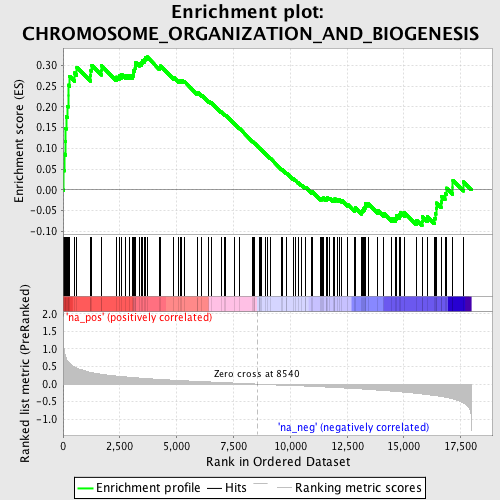 Enrichment plot:
CHROMOSOME_ORGANIZATION_AND_BIOGENESIS
Enrichment score (ES)
0.30
0.25
0.20
0.15
0.10
0.05
0.00
-0.05
-0.10
'na_pos' (positively correlated)
Ranked list metric (PreRanked)
2.0
1.5
1.0
0.5
0.0
-0.5
-1.0
Zero cross at 8540
'na_neg' (negatively correlated)
0
2,500
5,000
7,500
10,000
12,500
15,000
17,500
Rank in Ordered Dataset
Enrichment profile
Hits
Ranking metric scores